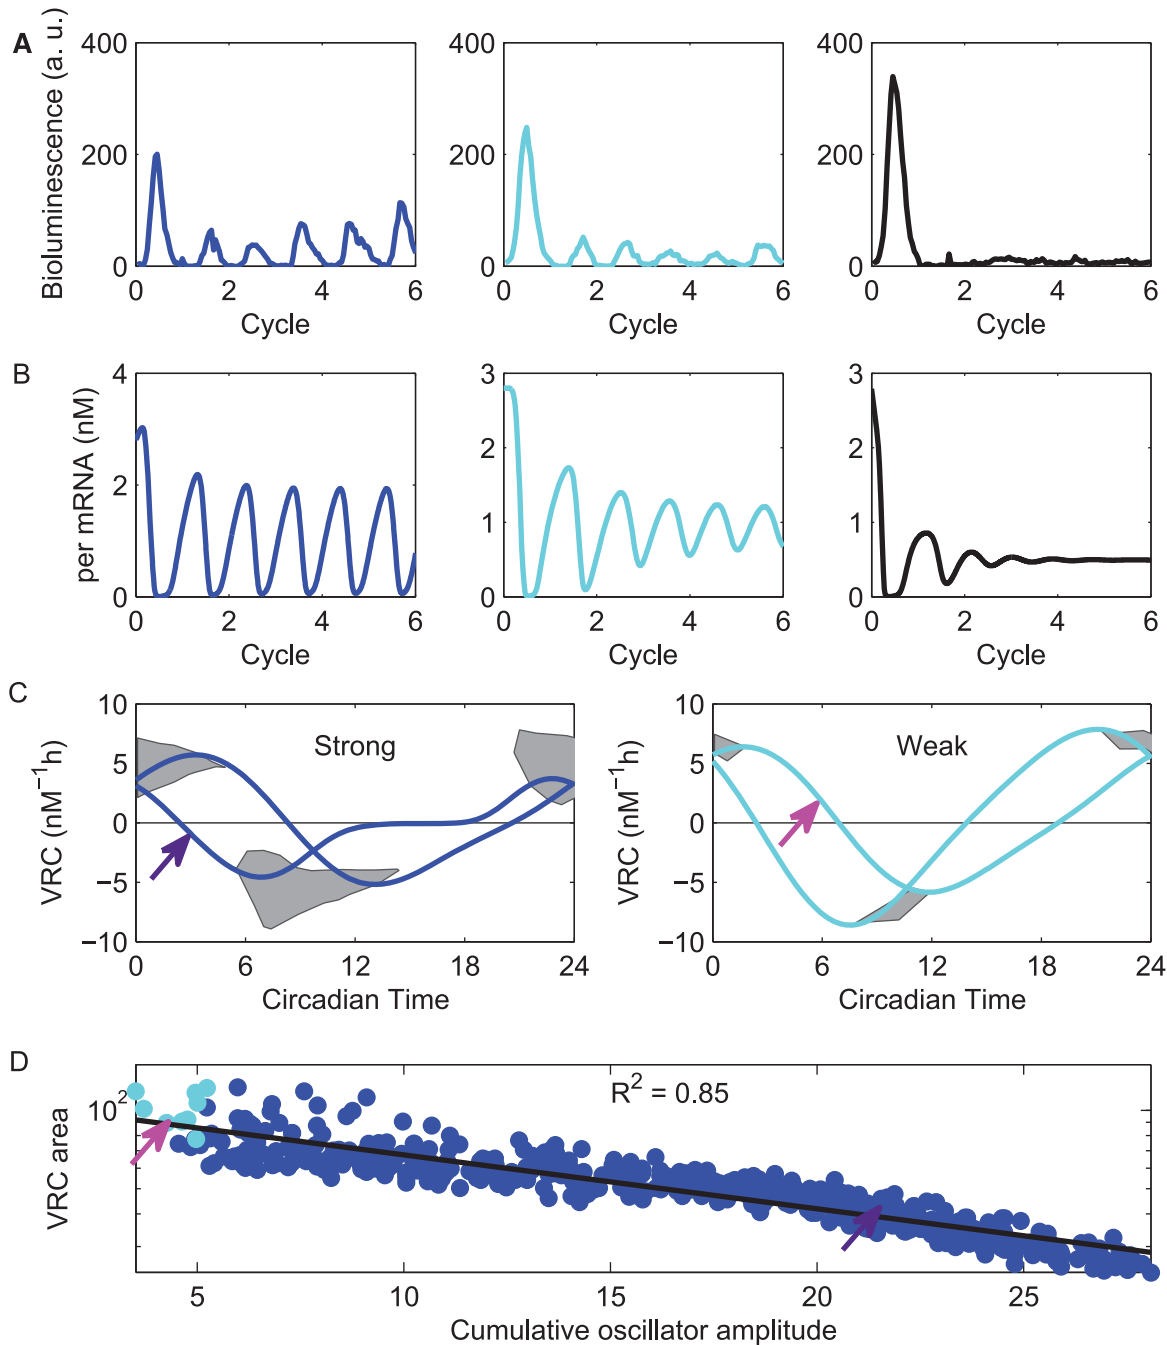 A
Bioluminescence (a. u.)
400
200
0
0 2 4 6
Cycle
400
200
0
0 2 4 6
Cycle
400
200
0
0 2 4 6
Cycle
B
per mRNA (nM)
4
2
0
0 2 4 6
Cycle
3
2
1
0
0 2 4 6
Cycle
3
2
1
0
0 2 4 6
Cycle
C
VRC (nM⁻¹h)
10
5
0
−5
−10
Strong
0 6 12 18 24
Circadian Time
VRC (nM⁻¹h)
10
5
0
−5
−10
Weak
0 6 12 18 24
Circadian Time
D
VRC area
10²
R² = 0.85
5 10 15 20 25
Cumulative oscillator amplitude